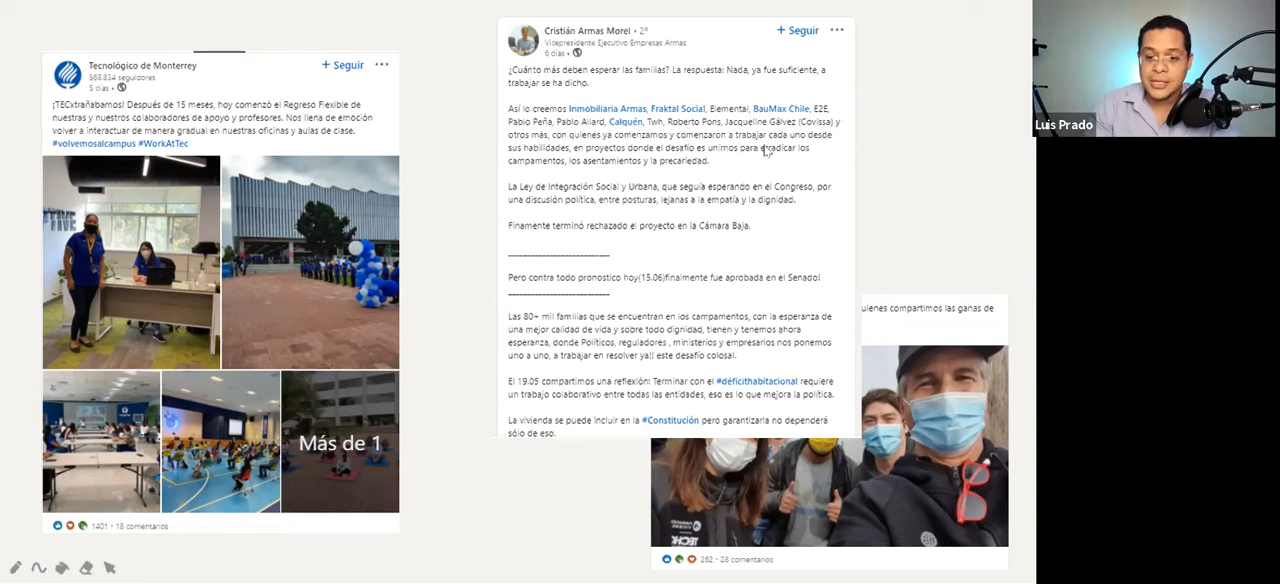 Tecnológico de Monterrey
568.834 seguidores
5 días •
+ Seguir
¡TECxtrañabamos! Después de 15 meses, hoy comenzó el Regreso Flexible de
nuestras y nuestros colaboradores de apoyo y profesores. Nos llena de emoción
volver a interactuar de manera gradual en nuestras oficinas y aulas de clase.
#volvemosalcampus #WorkAtTec
Más de 1
1401 • 18 comentarios
Cristián Armas Morel • 2º
Vicepresidente Ejecutivo Empresas Armas
6 días •
+ Seguir
¿Cuánto más deben esperar las familias? La respuesta: Nada, ya fue suficiente, a
trabajar se ha dicho.
Así lo creemos Inmobiliaria Armas, Fraktal Social, Elemental, BauMax Chile, E2E,
Pabio Peña, Pablo Allard, Calquén, Twh, Roberto Pons, Jacqueline Gálvez (Covissa) y
otros más, con quienes ya comenzamos y comenzaron a trabajar cada uno desde
sus habilidades, en proyectos donde el desafío es unirnos para erradicar los
campamentos, los asentamientos y la precariedad.
La Ley de Integración Social y Urbana, que seguía esperando en el Congreso, por
una discusión política, entre posturas, lejanas a la empatía y la dignidad.
Finamente terminó rechazado el proyecto en la Cámara Baja.
Pero contra todo pronostico hoy(15.06)finalmente fue aprobada en el Senado!
Las 80+ mil familias que se encuentran en los campamentos, con la esperanza de
una mejor calidad de vida y sobre todo dignidad, tienen y tenemos ahora
esperanza, donde Políticos, reguladores , ministerios y empresarios nos ponemos
uno a uno, a trabajar en resolver ya!! este desafío colosal.
El 19.05 compartimos una reflexión: Terminar con el #déficithabitacional requiere
un trabajo colaborativo entre todas las entidades, eso es lo que mejora la política.
La vivienda se puede incluir en la #Constitución pero garantizarla no dependerá
sólo de eso.
uienes compartimos las ganas de
262 • 28 comentarios
Luis Prado